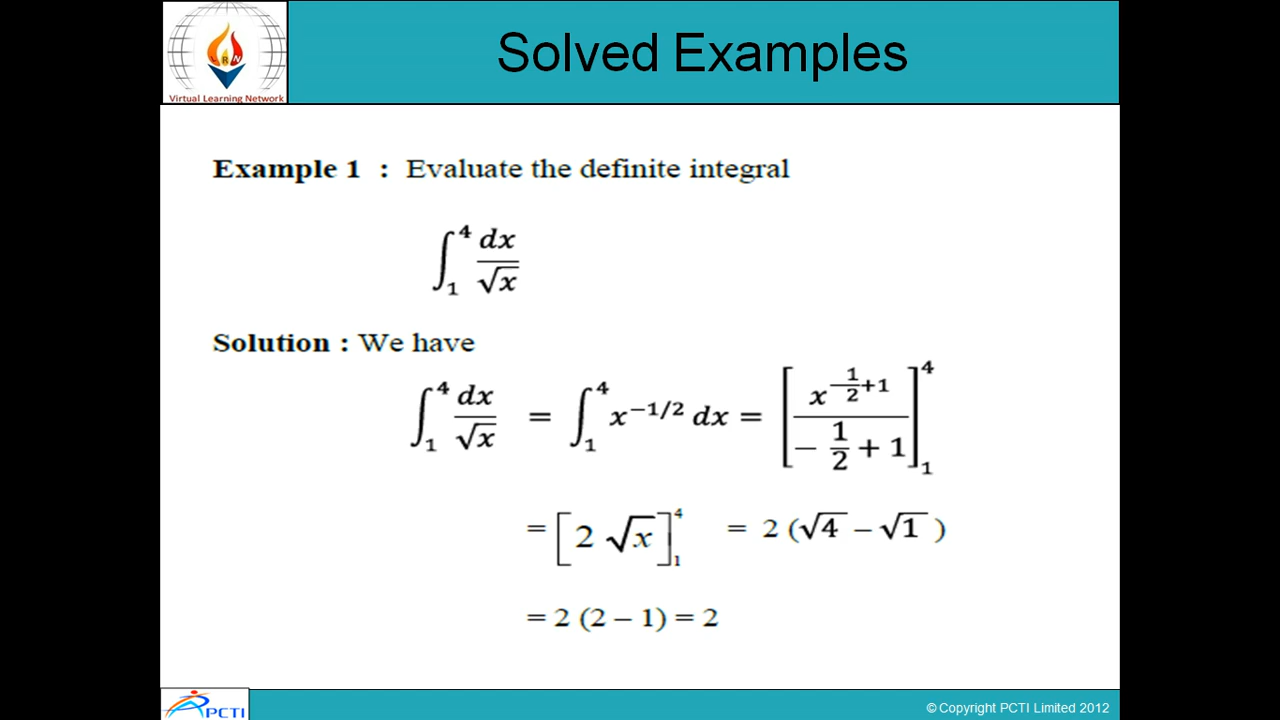 LRN
Virtual Learning Network
Solved Examples
Example 1 : Evaluate the definite integral
∫₁⁴ dx/√x
Solution : We have
∫₁⁴ dx/√x = ∫₁⁴ x^(−1/2) dx = [x^(−1/2+1)/(−1/2+1)]₁⁴
= [2 √x]₁⁴ = 2 (√4 – √1 )
= 2 (2 – 1) = 2
PCTI
© Copyright PCTI Limited 2012